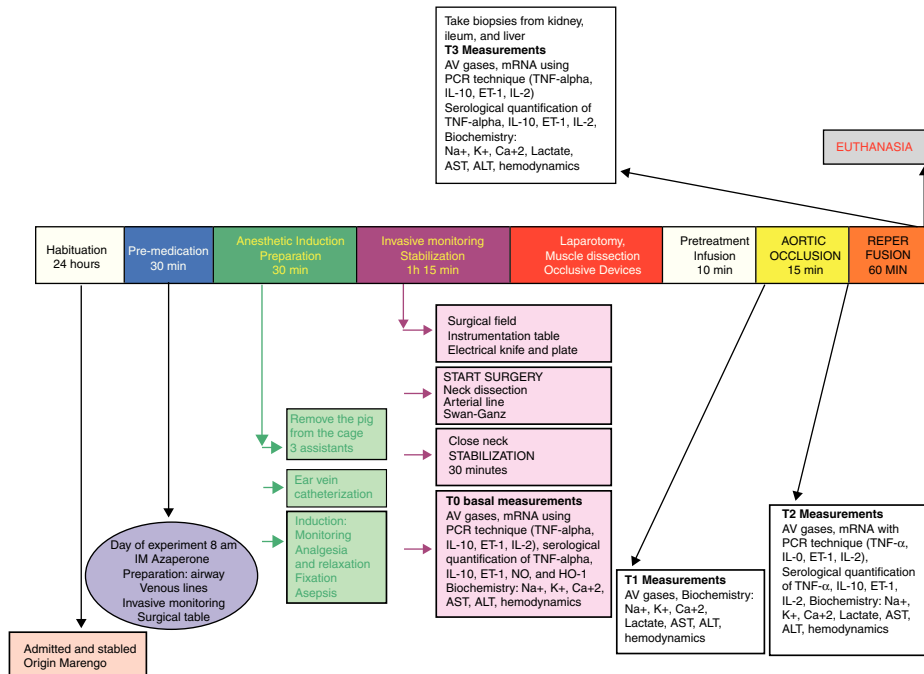 Take biopsies from kidney,
ileum, and liver
T3 Measurements
AV gases, mRNA using
PCR technique (TNF-alpha,
IL-10, ET-1, IL-2)
Serological quantification of
TNF-alpha, IL-10, ET-1, IL-2,
Biochemistry:
Na+, K+, Ca+2, Lactate,
AST, ALT, hemodynamics
EUTHANASIA
Habituation
24 hours
Pre-medication
30 min
Anesthetic Induction
Preparation
30 min
Invasive monitoring
Stabilization
1h 15 min
Laparotomy,
Muscle dissection
Occlusive Devices
Pretreatment
Infusion
10 min
AORTIC
OCCLUSION
15 min
REPER
FUSION
60 MIN
Surgical field
Instrumentation table
Electrical knife and plate
START SURGERY
Neck dissection
Arterial line
Swan-Ganz
Remove the pig
from the cage
3 assistants
Close neck
STABILIZATION
30 minutes
Ear vein
catheterization
Induction:
Monitoring
Analgesia
and relaxation
Fixation
Asepsis
T0 basal measurements
AV gases, mRNA using
PCR technique (TNF-alpha,
IL-10, ET-1, IL-2), serological
quantification of TNF-alpha,
IL-10, ET-1, NO, and HO-1
Biochemistry: Na+, K+, Ca+2,
AST, ALT, hemodynamics
Day of experiment 8 am
IM Azaperone
Preparation: airway
Venous lines
Invasive monitoring
Surgical table
Admitted and stabled
Origin Marengo
T1 Measurements
AV gases, Biochemistry:
Na+, K+, Ca+2,
Lactate, AST, ALT,
hemodynamics
T2 Measurements
AV gases, mRNA with
PCR technique (TNF-α,
IL-0, ET-1, IL-2),
Serological quantification
of TNF-α, IL-10, ET-1,
IL-2, Biochemistry: Na+,
K+, Ca+2, Lactate, AST,
ALT, hemodynamics